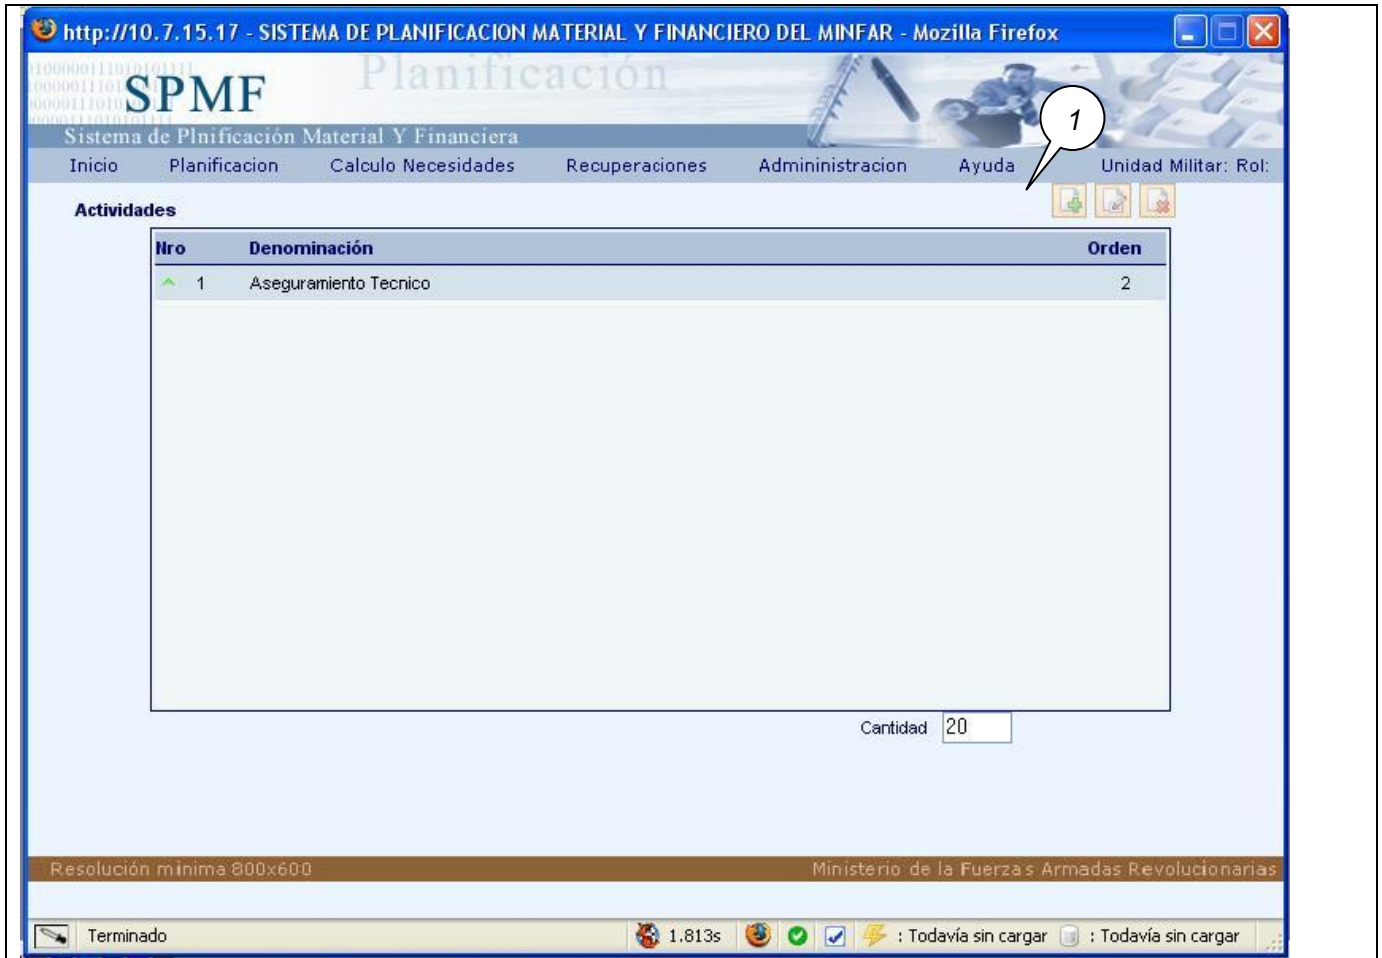 http://10.7.15.17 - SISTEMA DE PLANIFICACION MATERIAL Y FINANCIERO DEL MINFAR - Mozilla Firefox
Planificación
SPMF
Sistema de Plnificación Material Y Financiera
1
Inicio Planificacion Calculo Necesidades Recuperaciones Admininistracion Ayuda Unidad Militar: Rol:
Actividades
Nro Denominación Orden
1 Aseguramiento Tecnico 2
Cantidad 20
Resolución minima 800x600 Ministerio de la Fuerzas Armadas Revolucionarias
Terminado 1.813s : Todavía sin cargar : Todavía sin cargar